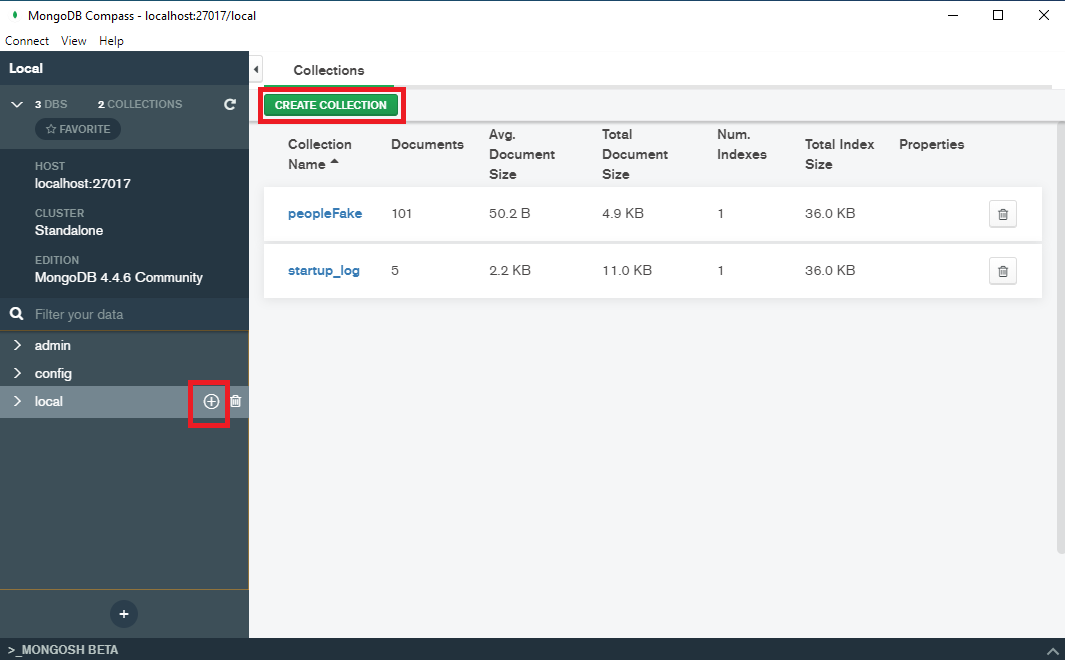 MongoDB Compass - localhost:27017/local
Connect View Help
Local
3 DBS 2 COLLECTIONS
FAVORITE
HOST
localhost:27017
CLUSTER
Standalone
EDITION
MongoDB 4.4.6 Community
Filter your data
admin
config
local
>_MONGOSH BETA
Collections
CREATE COLLECTION
Collection
Name
Documents
Avg.
Document
Size
Total
Document
Size
Num.
Indexes
Total Index
Size
Properties
peopleFake 101 50.2 B 4.9 KB 1 36.0 KB
startup_log 5 2.2 KB 11.0 KB 1 36.0 KB